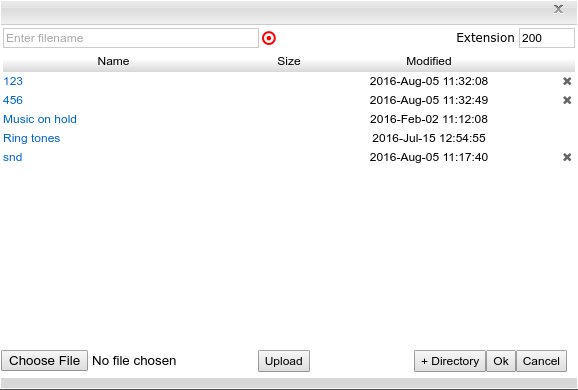 Enter filename Extension 200
Name Size Modified
123 2016-Aug-05 11:32:08
456 2016-Aug-05 11:32:49
Music on hold 2016-Feb-02 11:12:08
Ring tones 2016-Jul-15 12:54:55
snd 2016-Aug-05 11:17:40
Choose File No file chosen Upload + Directory Ok Cancel